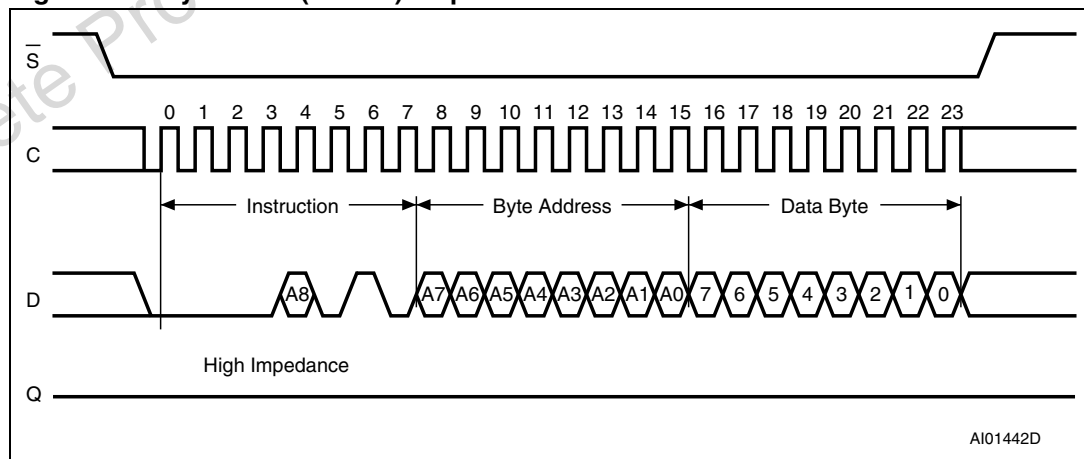 S
0 1 2 3 4 5 6 7 8 9 10 11 12 13 14 15 16 17 18 19 20 21 22 23
C
Instruction Byte Address Data Byte
D A8 A7 A6 A5 A4 A3 A2 A1 A0 7 6 5 4 3 2 1 0
High Impedance
Q
AI01442D